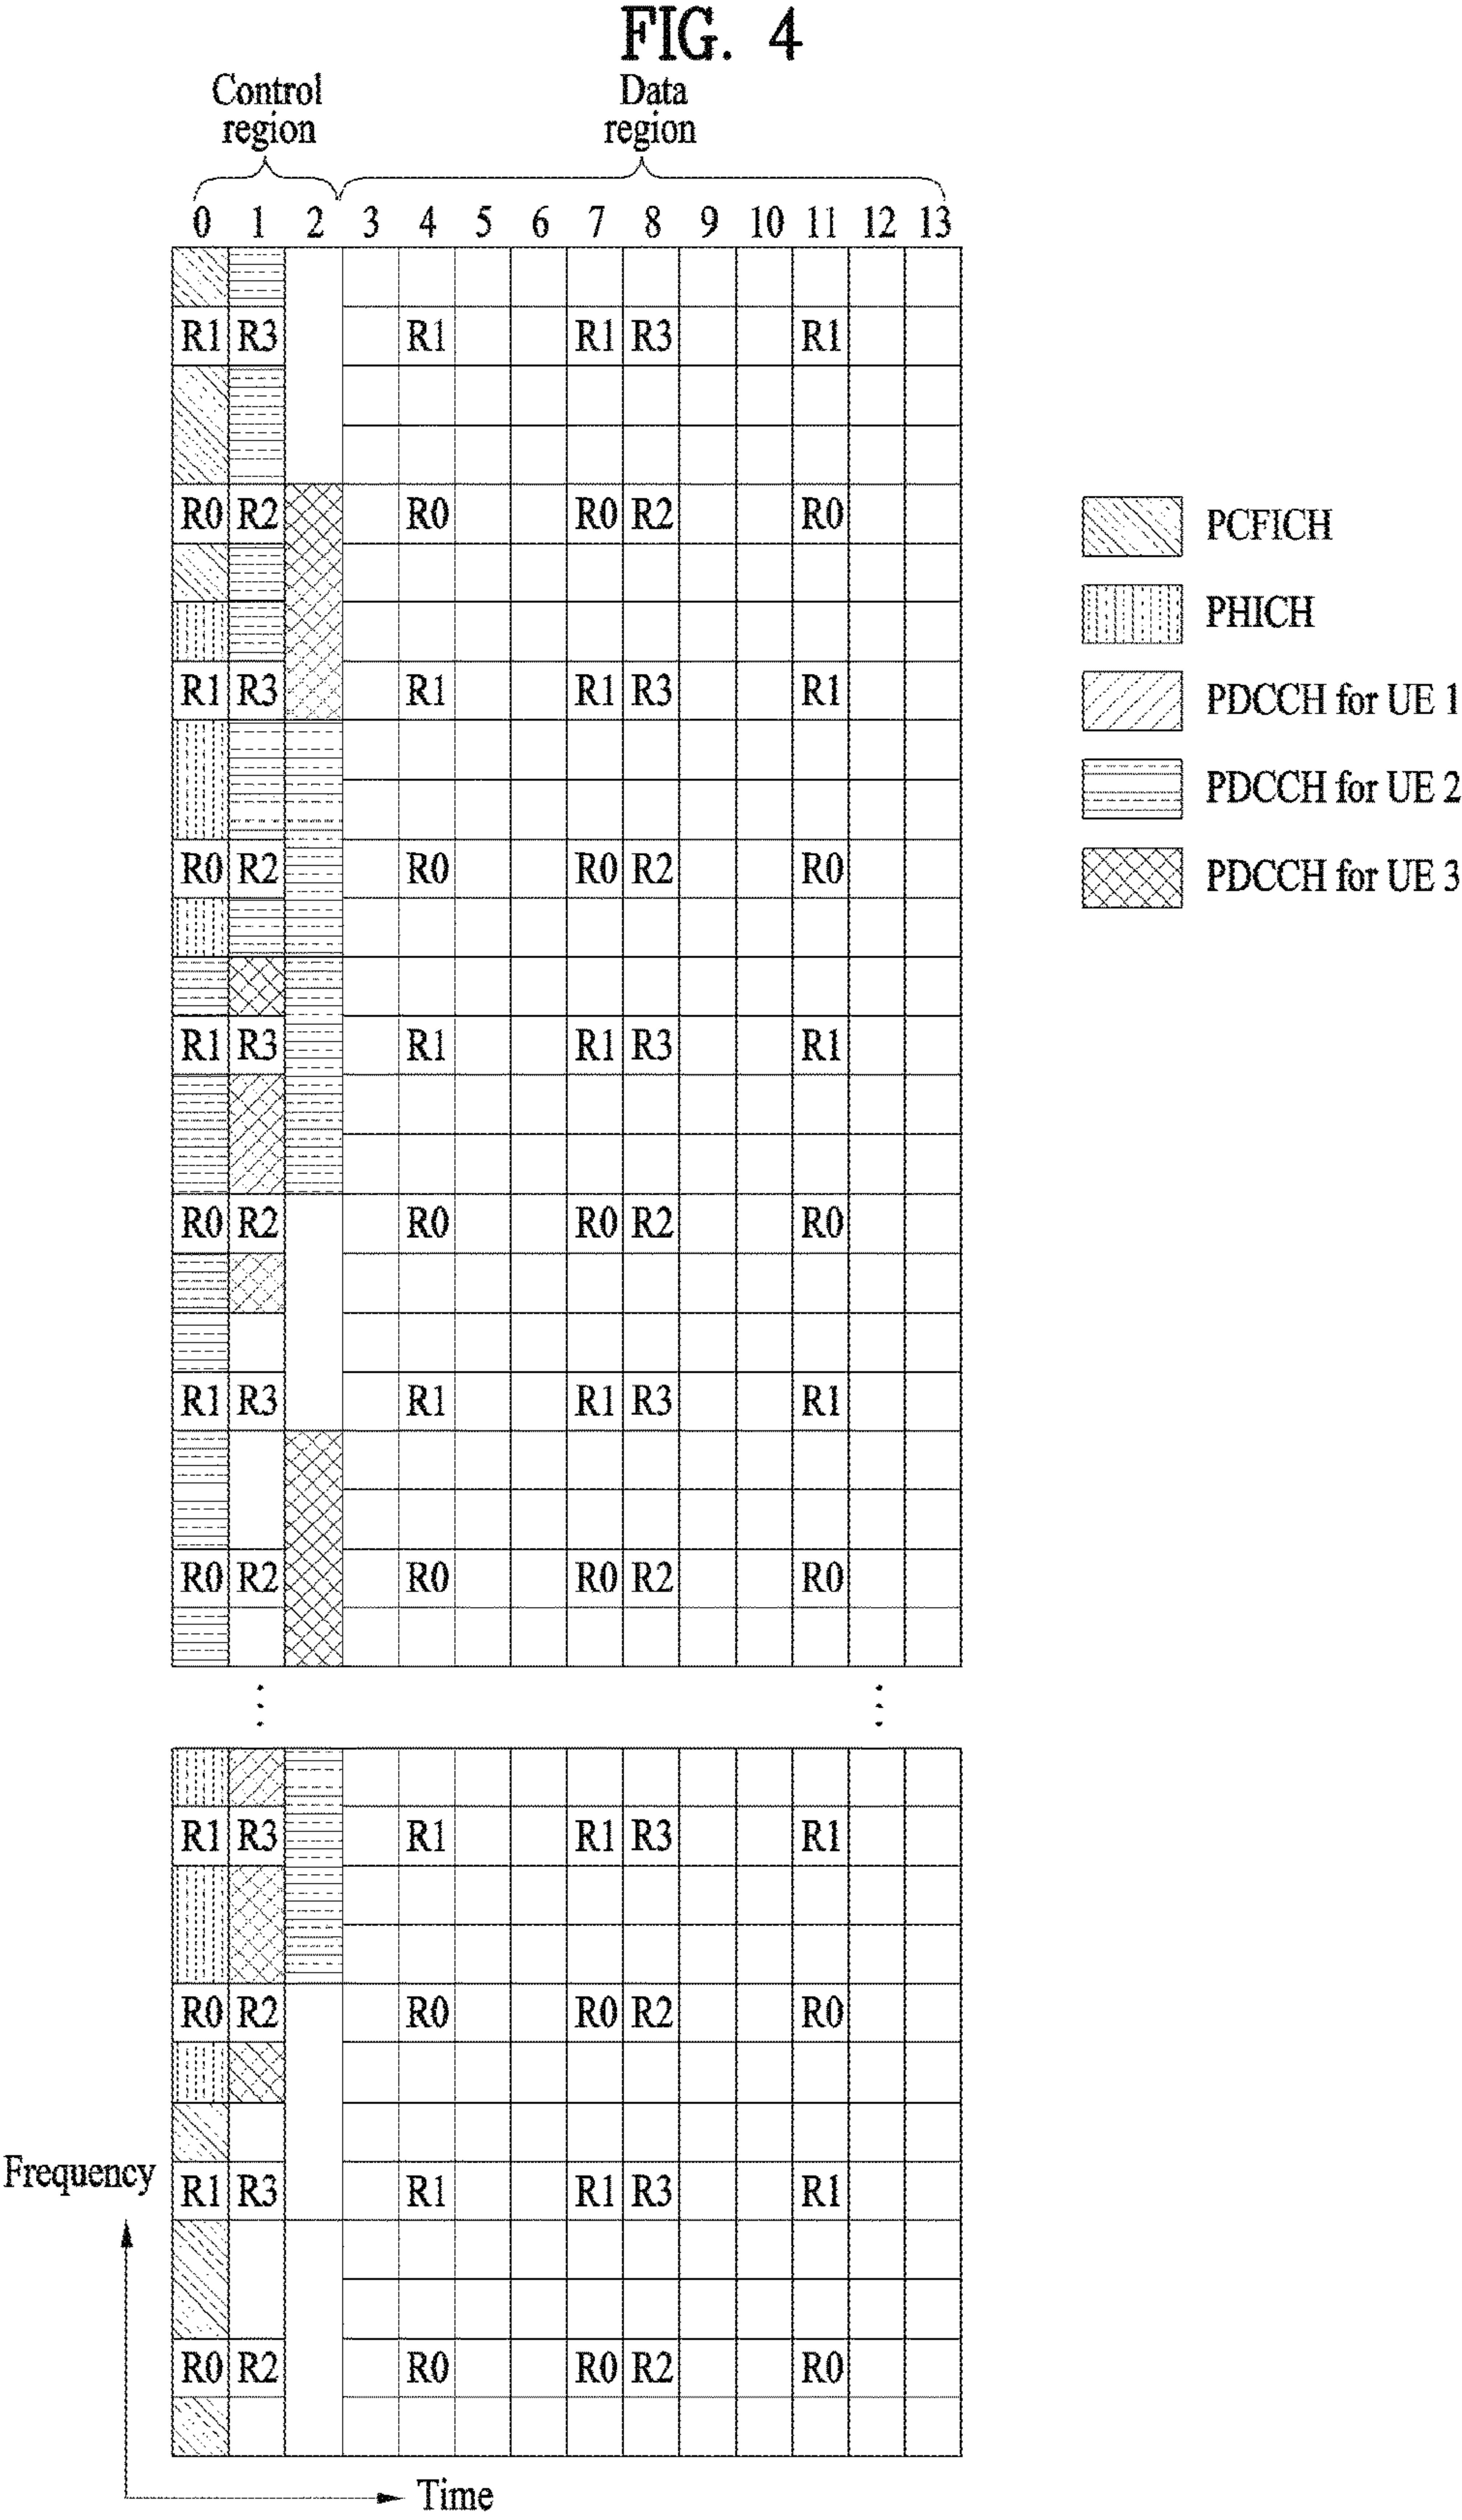 FIG. 4
Control region
Data region
0 1 2 3 4 5 6 7 8 9 10 11 12 13
R1 R3 R1 R1 R3 R1
R0 R2 R0 R0 R2 R0
PCFICH
PHICH
R1 R3 R1 R1 R3 R1
PDCCH for UE 1
PDCCH for UE 2
R0 R2 R0 R0 R2 R0
PDCCH for UE 3
R1 R3 R1 R1 R3 R1
R0 R2 R0 R0 R2 R0
R1 R3 R1 R1 R3 R1
R0 R2 R0 R0 R2 R0
R1 R3 R1 R1 R3 R1
R0 R2 R0 R0 R2 R0
Frequency
R1 R3 R1 R1 R3 R1
R0 R2 R0 R0 R2 R0
Time